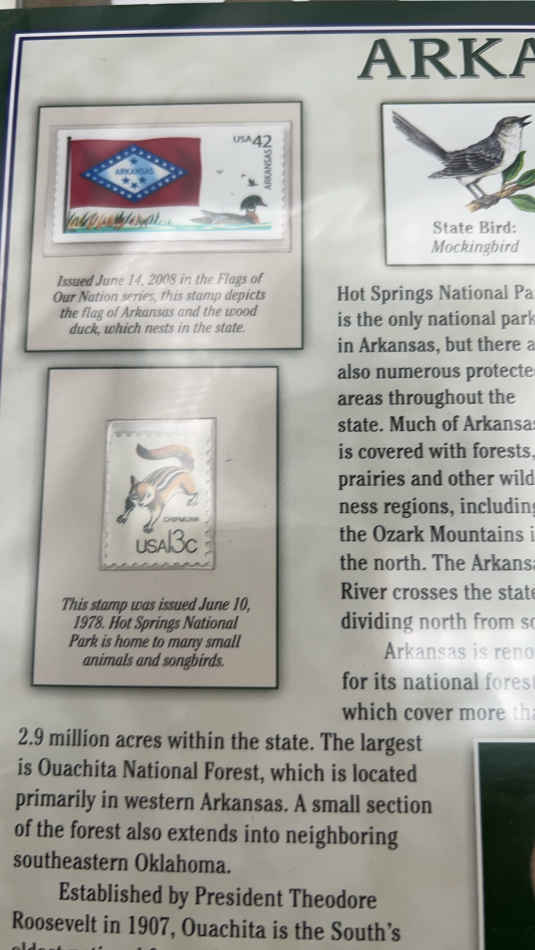 ARKA
USA 42
ARKANSAS
ARKANSAS
Issued June 14, 2008 in the Flags of
Our Nation series, this stamp depicts
the flag of Arkansas and the wood
duck, which nests in the state.
State Bird:
Mockingbird
CHIPMUNK
USA13c
This stamp was issued June 10,
1978. Hot Springs National
Park is home to many small
animals and songbirds.
Hot Springs National Pa
is the only national park
in Arkansas, but there a
also numerous protecte
areas throughout the
state. Much of Arkansas
is covered with forests,
prairies and other wild
ness regions, including
the Ozark Mountains i
the north. The Arkansa
River crosses the state
dividing north from so
Arkansas is reno
for its national forest
which cover more tha
2.9 million acres within the state. The largest
is Ouachita National Forest, which is located
primarily in western Arkansas. A small section
of the forest also extends into neighboring
southeastern Oklahoma.
Established by President Theodore
Roosevelt in 1907, Ouachita is the South's